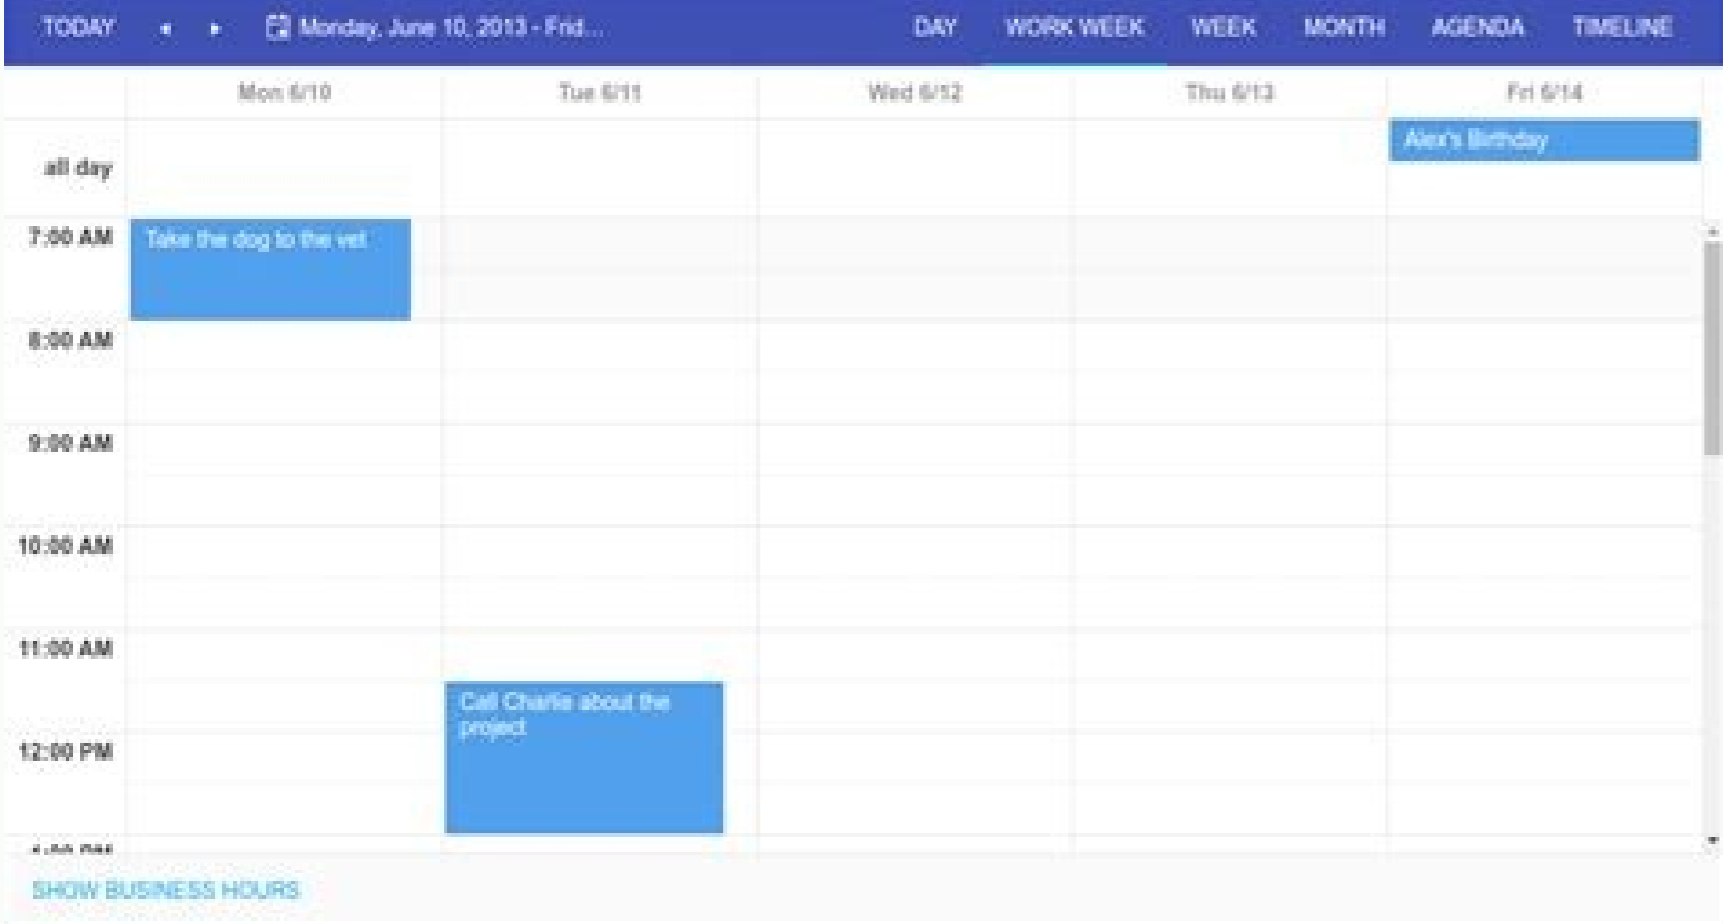 TODAY Monday, June 10, 2013 - Frid... DAY WORK WEEK WEEK MONTH AGENDA TIMELINE
Mon 6/10 Tue 6/11 Wed 6/12 Thu 6/13 Fri 6/14
Alex's Birthday
all day
7:00 AM Take the dog to the vet
8:00 AM
9:00 AM
10:00 AM
11:00 AM
Call Charlie about the
project
12:00 PM
SHOW BUSINESS HOURS